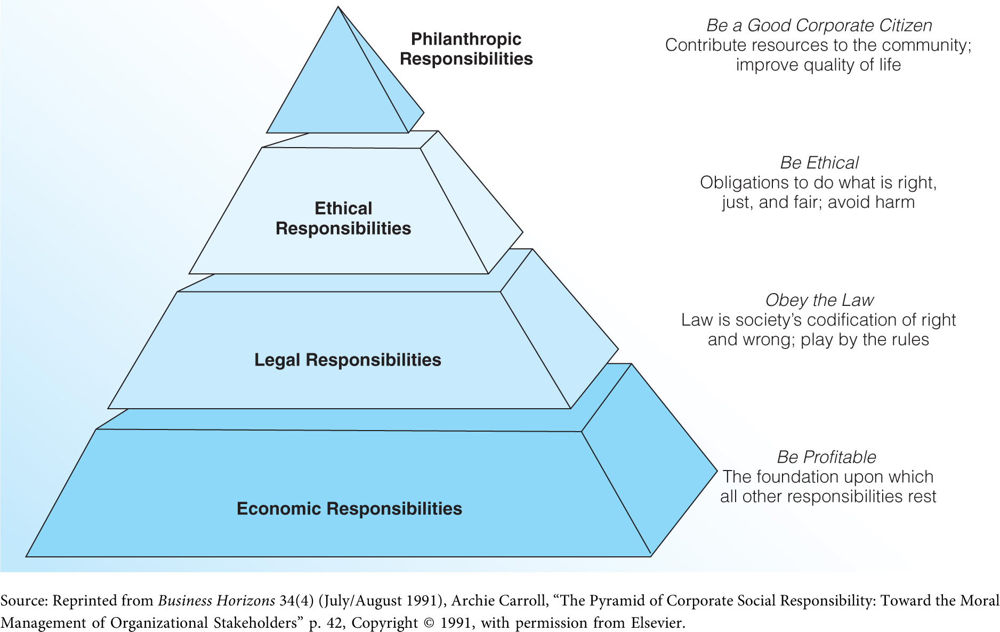 Philanthropic
Responsibilities
Be a Good Corporate Citizen
Contribute resources to the community;
improve quality of life
Ethical
Responsibilities
Be Ethical
Obligations to do what is right,
just, and fair; avoid harm
Legal Responsibilities
Obey the Law
Law is society’s codification of right
and wrong; play by the rules
Economic Responsibilities
Be Profitable
The foundation upon which
all other responsibilities rest
Source: Reprinted from Business Horizons 34(4) (July/August 1991), Archie Carroll, “The Pyramid of Corporate Social Responsibility: Toward the Moral
Management of Organizational Stakeholders” p. 42, Copyright © 1991, with permission from Elsevier.